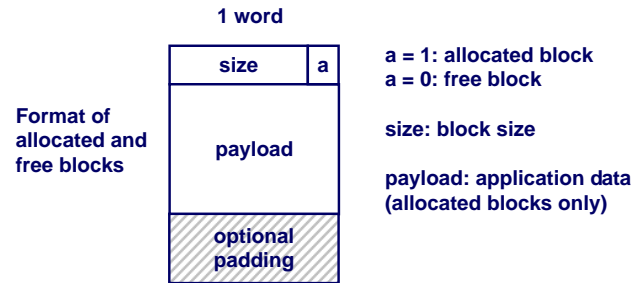 1 word
size a
a = 1: allocated block
a = 0: free block
Format of
allocated and
free blocks
payload
size: block size
payload: application data
(allocated blocks only)
optional
padding